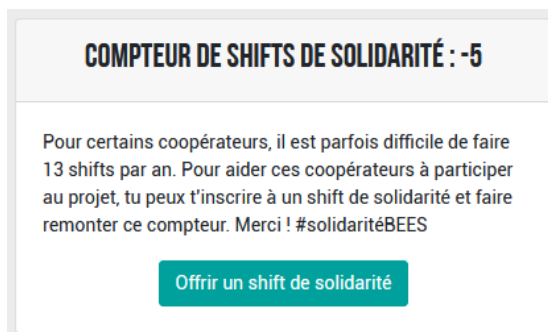 COMPTEUR DE SHIFTS DE SOLIDARITÉ : -5
Pour certains coopérateurs, il est parfois difficile de faire
13 shifts par an. Pour aider ces coopérateurs à participer
au projet, tu peux t'inscrire à un shift de solidarité et faire
remonter ce compteur. Merci ! #solidaritéBEES
Offrir un shift de solidarité